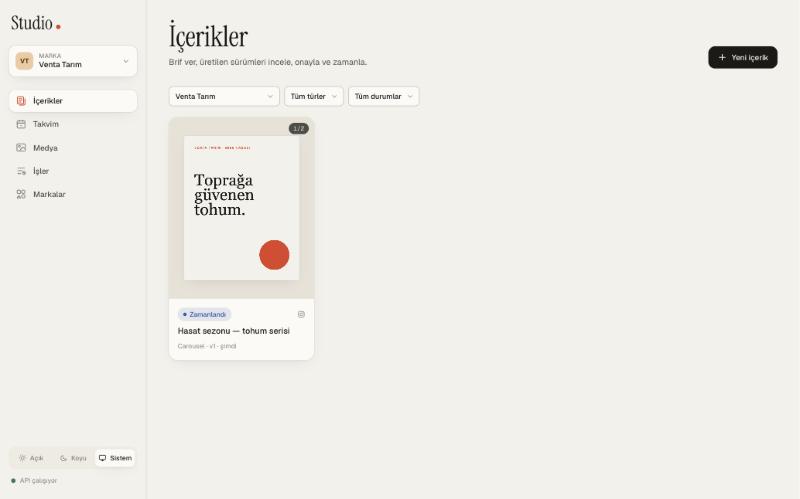 Studio
MARKA
VT
Venta Tarım
İçerikler
Takvim
Medya
İşler
Markalar
Açık
Koyu
Sistem
API çalışıyor
İçerikler
Brif ver, üretilen sürümleri incele, onayla ve zamanla.
Yeni içerik
Venta Tarım
Tüm türler
Tüm durumlar
1/2
Toprağa
güvenen
tohum.
Zamanlandı
Hasat sezonu — tohum serisi
Carousel · v1 · şimdi